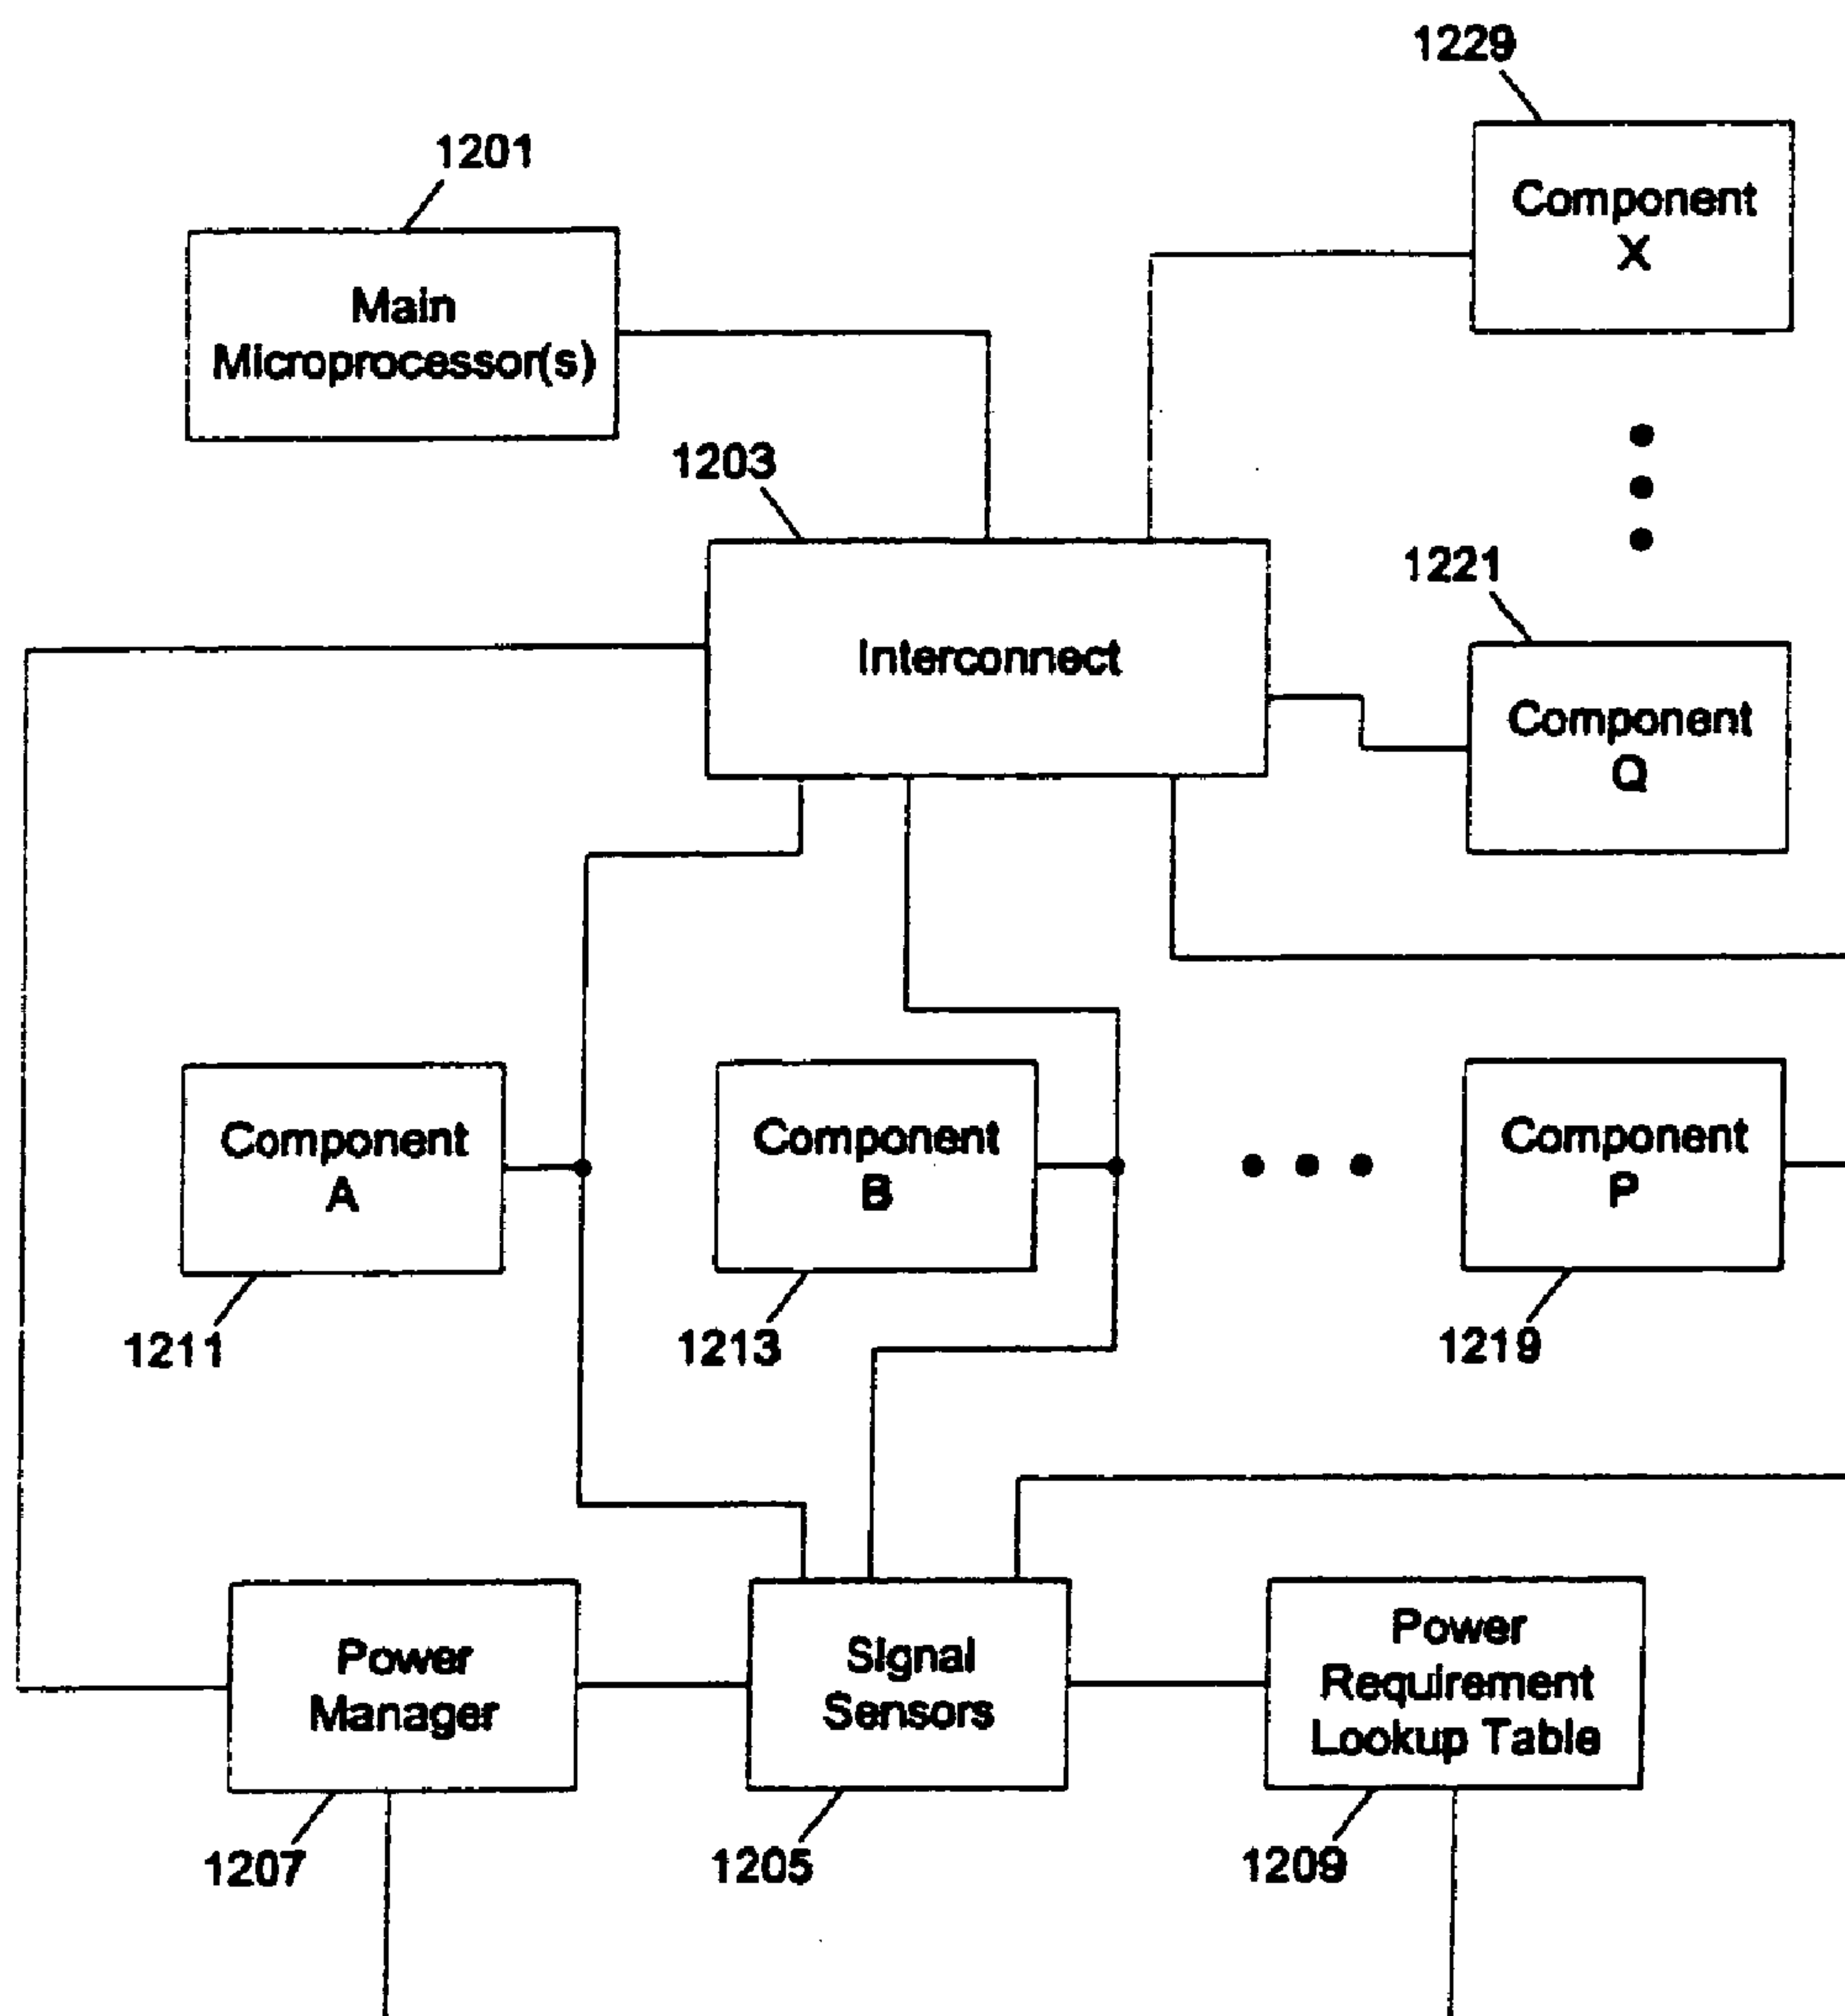 1229
Component
X
1201
Main
Microprocessor(s)
1203
Interconnect
1221
Component
Q
Component
A
1211
Component
B
1213
Component
P
1219
Power
Manager
1207
Signal
Sensors
1205
Power
Requirement
Lookup Table
1209